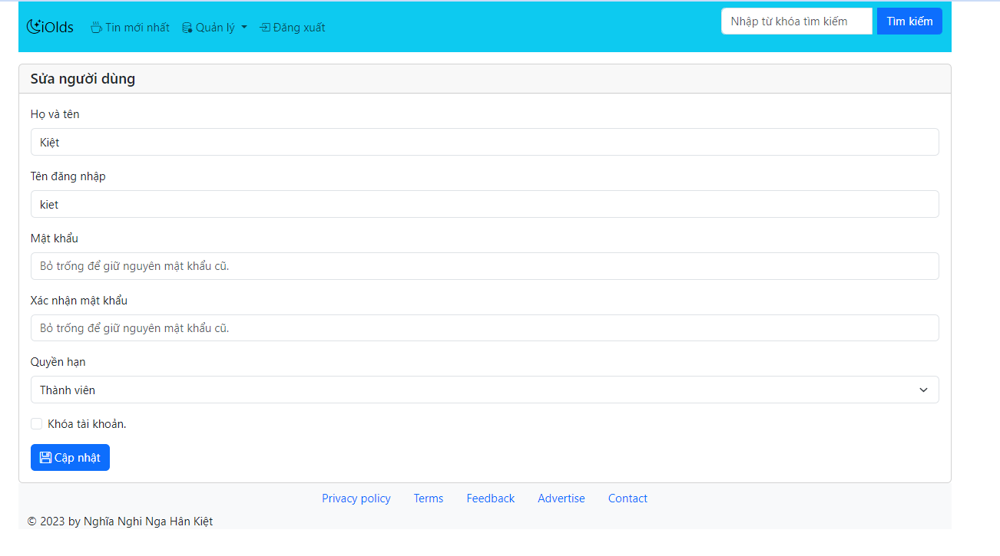 iOlds Tin mới nhất Quản lý Đăng xuất Nhập từ khóa tìm kiếm Tìm kiếm
Sửa người dùng
Họ và tên
Kiệt
Tên đăng nhập
kiet
Mật khẩu
Bỏ trống để giữ nguyên mật khẩu cũ.
Xác nhận mật khẩu
Bỏ trống để giữ nguyên mật khẩu cũ.
Quyền hạn
Thành viên
Khóa tài khoản.
Cập nhật
Privacy policy Terms Feedback Advertise Contact
© 2023 by Nghĩa Nghi Nga Hân Kiệt